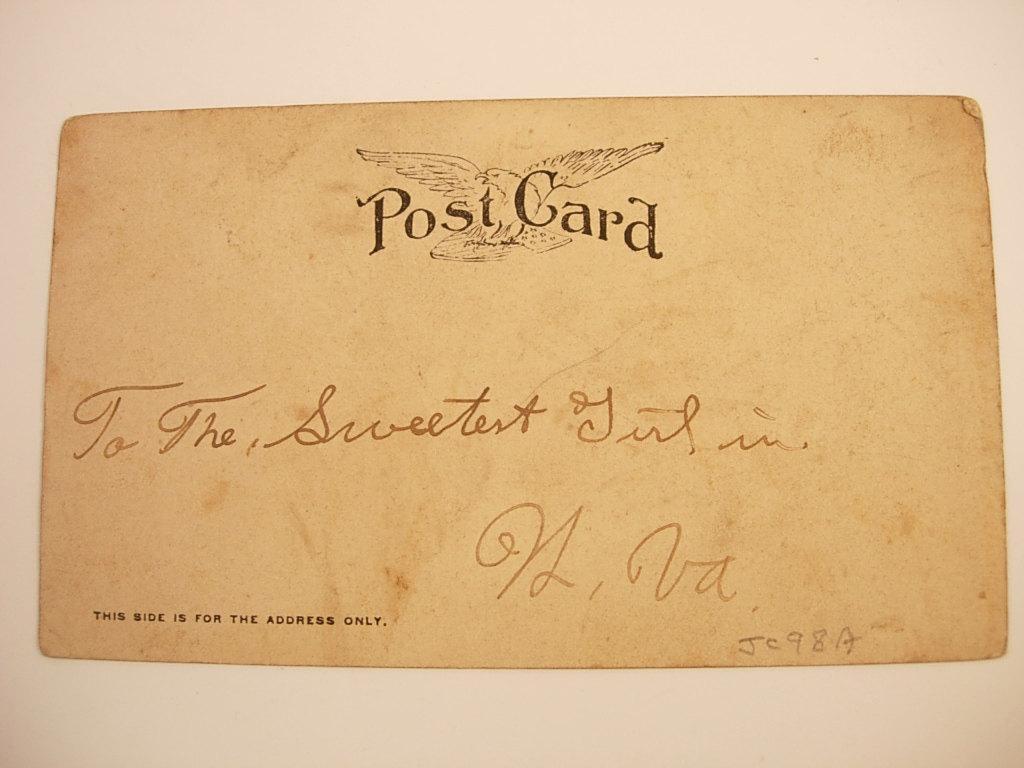 Post Card
To The, Sweetest Girl in
W, Va.
THIS SIDE IS FOR THE ADDRESS ONLY.
JC98A